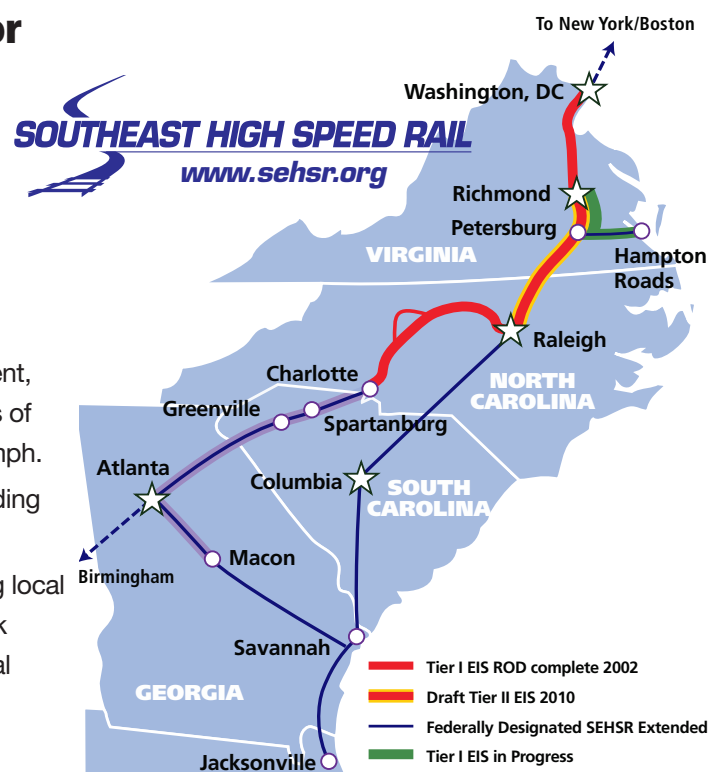 or
SOUTHEAST HIGH SPEED RAIL
www.sehsr.org
ent,
s of
mph.
ding
g local
k
al
To New York/Boston
Washington, DC
Richmond
Petersburg
VIRGINIA
Hampton
Roads
Raleigh
Charlotte
NORTH
CAROLINA
Greenville
Spartanburg
Atlanta
Columbia
SOUTH
CAROLINA
Birmingham
Macon
Savannah
GEORGIA
Jacksonville
Tier I EIS ROD complete 2002
Draft Tier II EIS 2010
Federally Designated SEHSR Extended
Tier I EIS in Progress